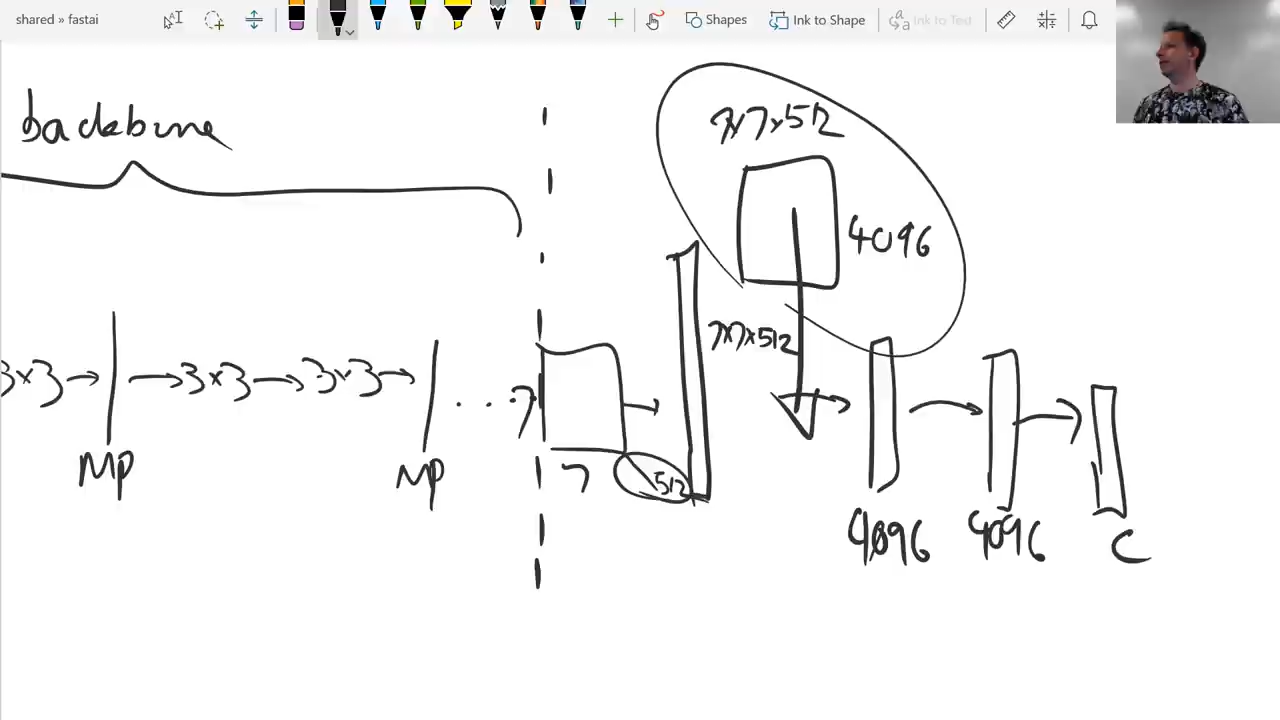 shared » fastai
Shapes
Ink to Shape
Ink to Text
backbone
7x7x512
4096
7x7x512
3x3
3x3
3x3
...
7
MP
MP
7
512
4096
4096
C